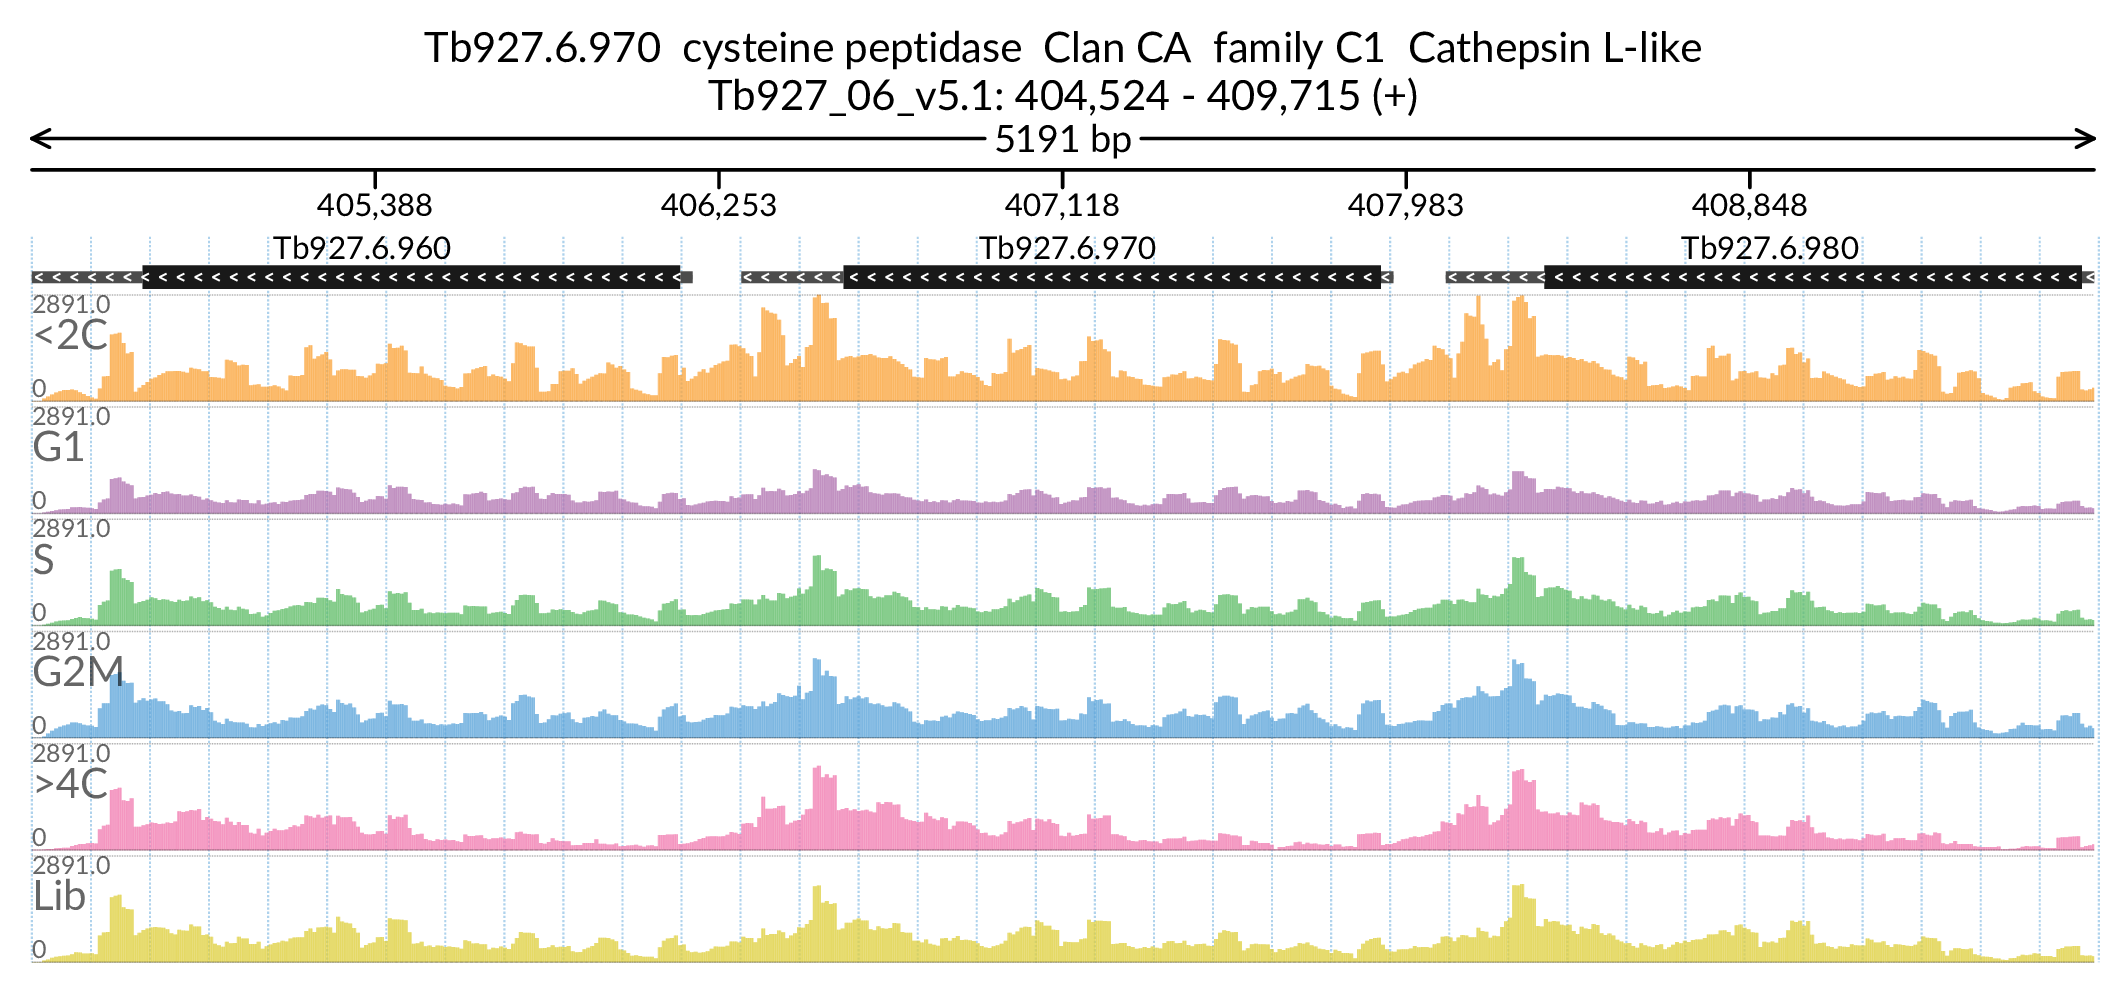 Tb927.6.970 cysteine peptidase Clan CA family C1 Cathepsin L-like
Tb927_06_v5.1: 404,524 - 409,715 (+)
5191 bp
405,388 406,253 407,118 407,983 408,848
Tb927.6.960 Tb927.6.970 Tb927.6.980
2891.0
<2C
0
2891.0
G1
0
2891.0
S
0
2891.0
G2M
0
2891.0
>4C
0
2891.0
Lib
0